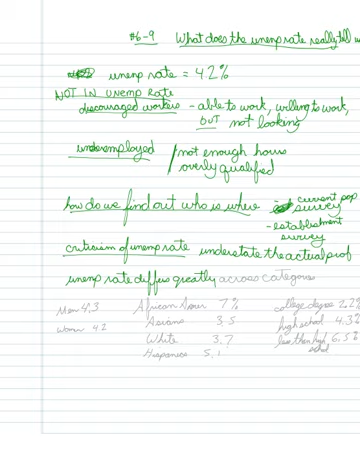 #6-9 What does the unemp rate really tell u
unemp rate = 4.2%
NOT IN UNEMP RATE
discouraged workers - able to work, willing to work,
BUT not looking
underemployed / not enough hours
overly qualified
how do we find out who is where - current pop survey
- establishment survey
criticism of unemp rate understate the actual prob
unemp rate differs greatly across categories
Men 4.3 African Amer 7% college degree 2.2%
Women 4.2 Asians 3.5 high school 4.3%
White 3.7 less than high school 6.5%
Hispanics 5.1